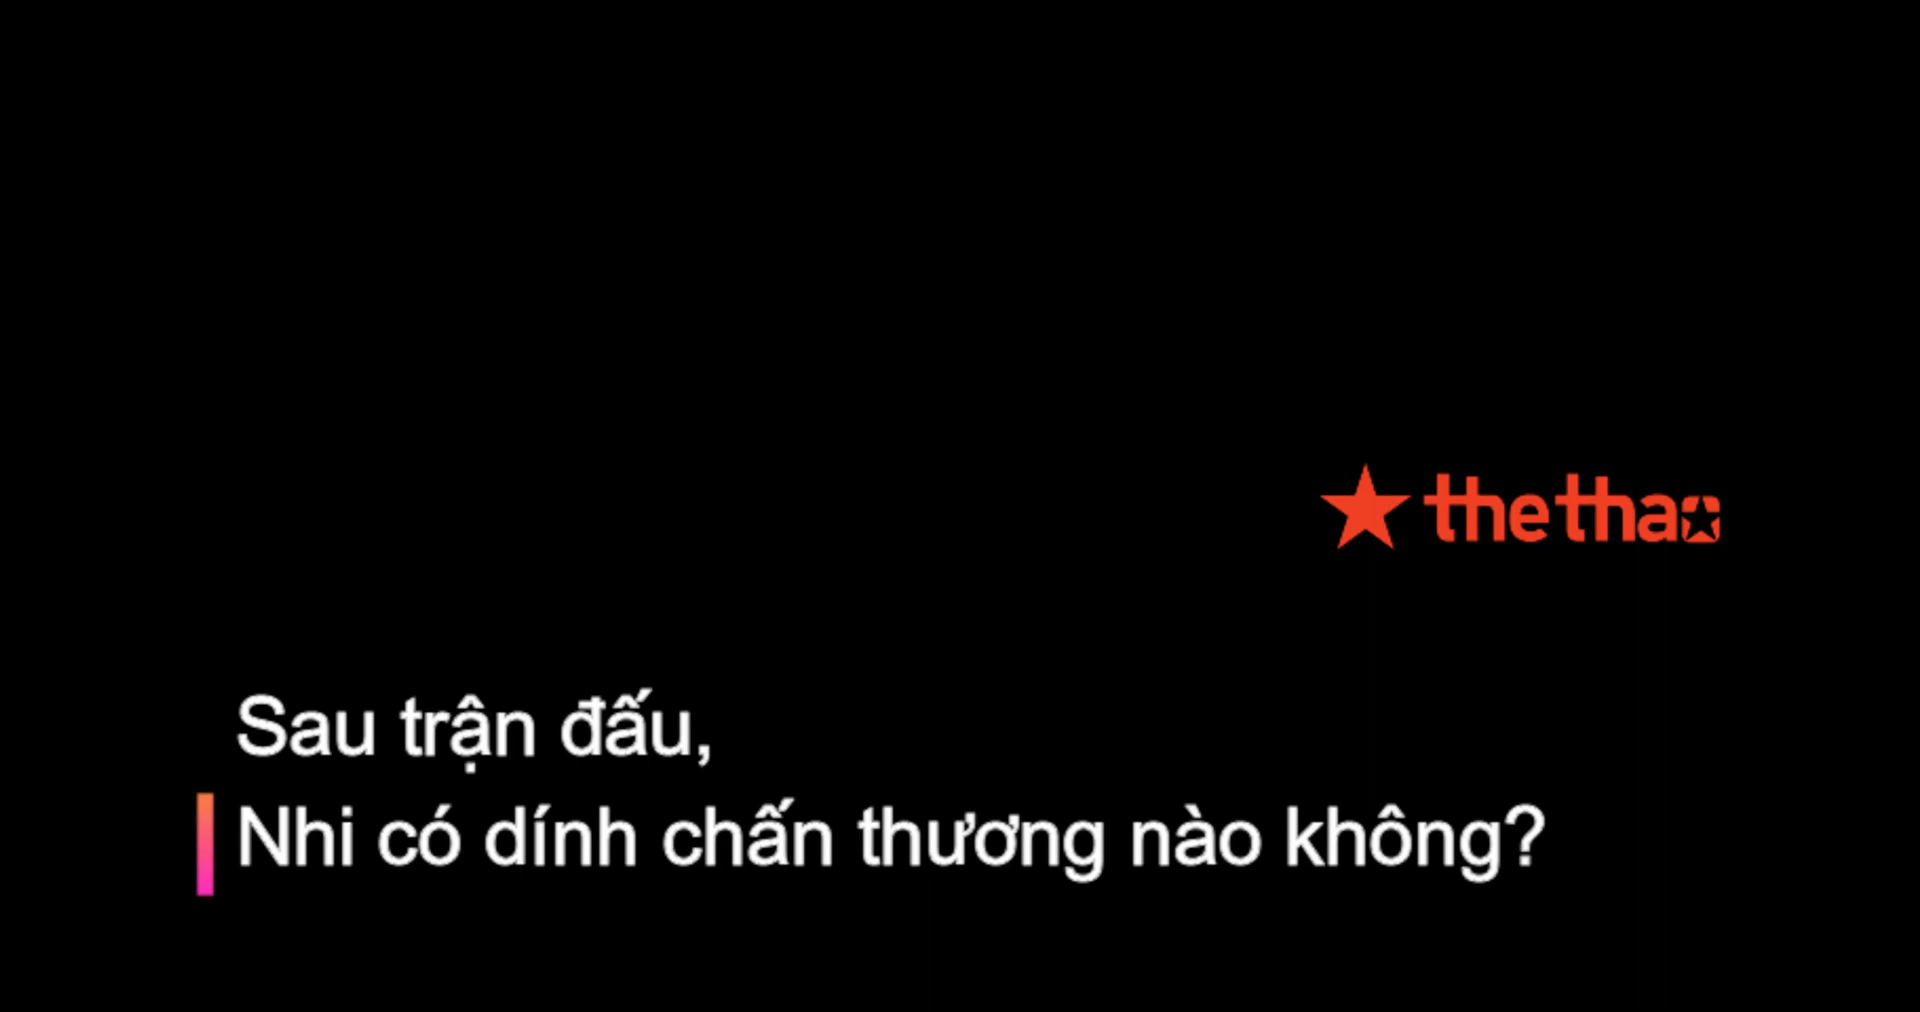 thethao
Sau trận đấu,
Nhi có dính chấn thương nào không?